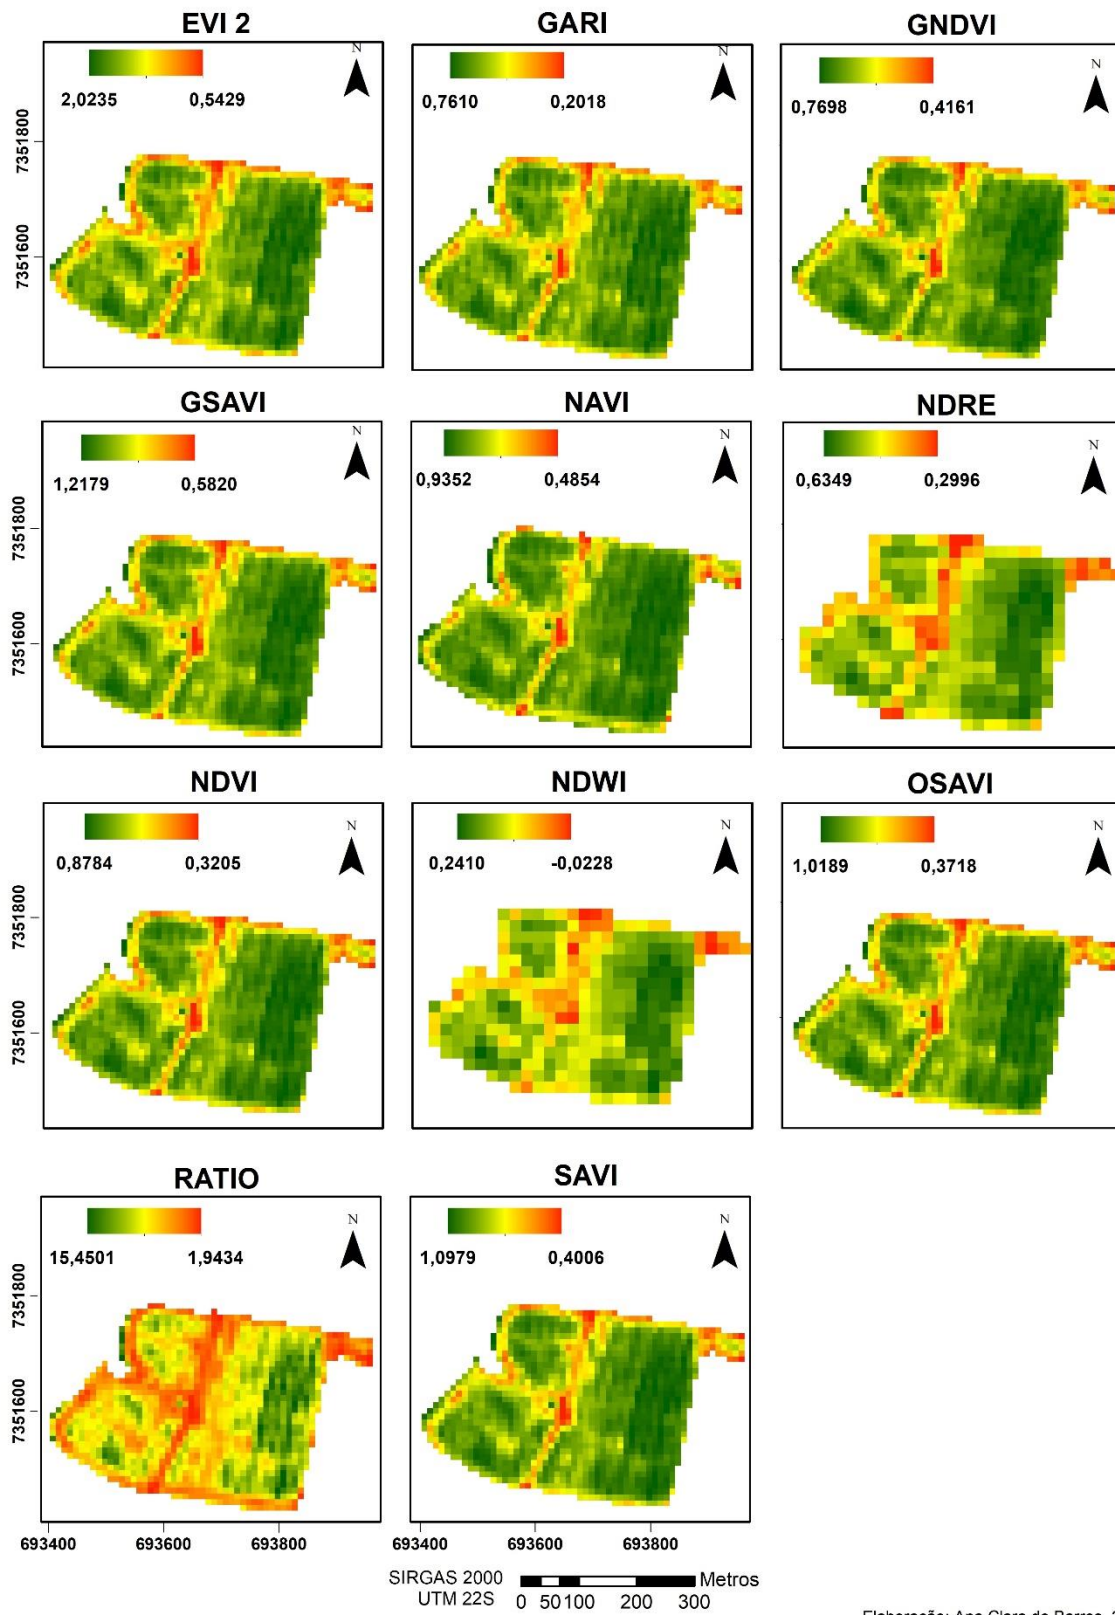 EVI 2 GARI GNDVI
N N N
2,0235 0,5429 0,7610 0,2018 0,7698 0,4161
7351800
7351600
GSAVI NAVI NDRE
N N N
1,2179 0,5820 0,9352 0,4854 0,6349 0,2996
7351800
7351600
NDVI NDWI OSAVI
N N N
0,8784 0,3205 0,2410 -0,0228 1,0189 0,3718
7351800
7351600
RATIO SAVI
N N
15,4501 1,9434 1,0979 0,4006
7351800
7351600
693400 693600 693800 693400 693600 693800
SIRGAS 2000 Metros
UTM 22S 0 50 100 200 300